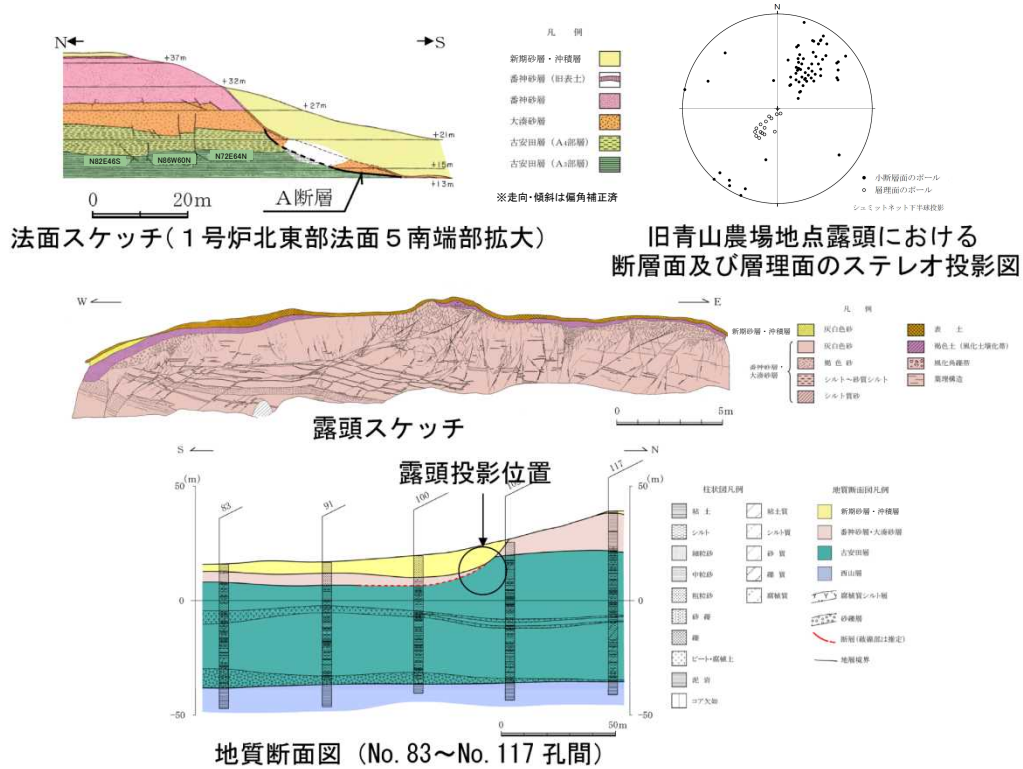 N
S
+37m
+32m
+27m
+21m
+15m
+13m
N82E46S
N86W60N
N72E64N
0 20m
A断層
凡 例
新期砂層・沖積層
番神砂層(旧表土)
番神砂層
大湊砂層
古安田層(A4部層)
古安田層(A3部層)
※走向・傾斜は偏角補正済
法面スケッチ(1号炉北東部法面5南端部拡大)
N
小断層面のポール
層理面のポール
シュミットネット下半球投影
旧青山農場地点露頭における
断層面及び層理面のステレオ投影図
W
E
凡 例
新期砂層・沖積層
灰白色砂
番神砂層・
大湊砂層
灰白色砂
褐 色 砂
シルト~砂質シルト
シルト質砂
表 土
褐色土(風化土壌化帯)
葉理構造
0 5m
露頭スケッチ
S
N
露頭投影位置
(m)
50
0
-50
83
91
100
117
(m)
50
0
-50
0 50m
柱状図凡例
粘 土
シルト
細粒砂
中粒砂
粗粒砂
砂 礫
礫
ピート・腐植土
泥 岩
コア欠如
粘土質
シルト質
砂 質
礫 質
腐植質
地質断面図凡例
新期砂層・沖積層
番神砂層・大湊砂層
古安田層
西山層
腐植質シルト層
砂礫層
断層(破線部は推定)
地層境界
地質断面図 (No.83~No.117 孔間)